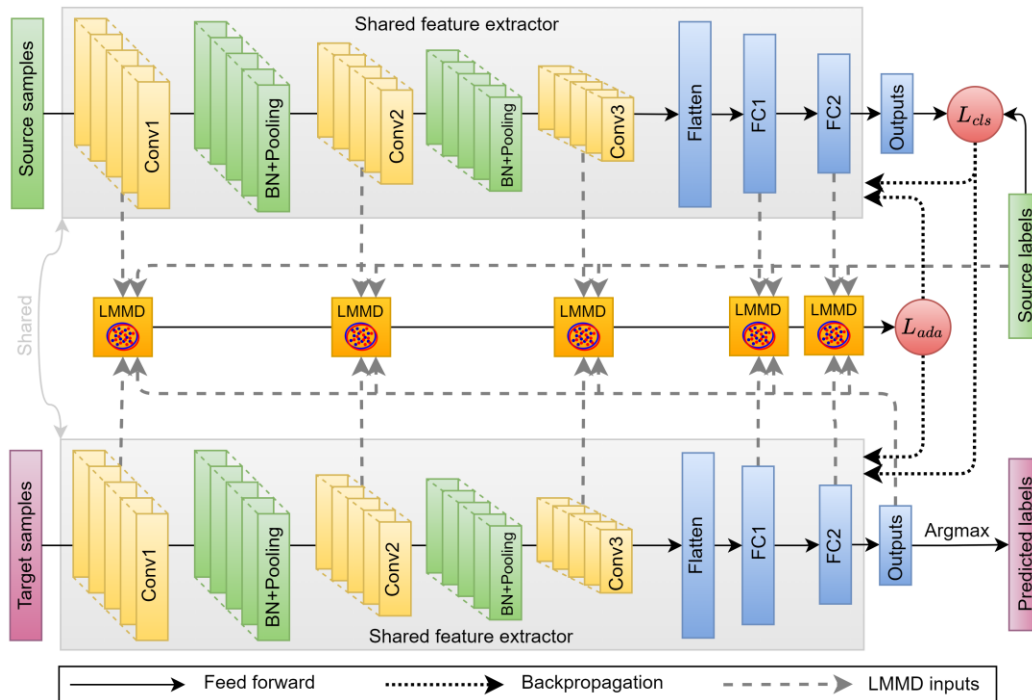 Shared feature extractor
Source samples
Conv1
BN+Pooling
Conv2
BN+Pooling
Conv3
Flatten
FC1
FC2
Outputs
L_cls
Source labels
Shared
LMMD
LMMD
LMMD
LMMD
LMMD
L_ada
Target samples
Conv1
BN+Pooling
Conv2
BN+Pooling
Conv3
Flatten
FC1
FC2
Outputs
Argmax
Predicted labels
Shared feature extractor
Feed forward
Backpropagation
LMMD inputs